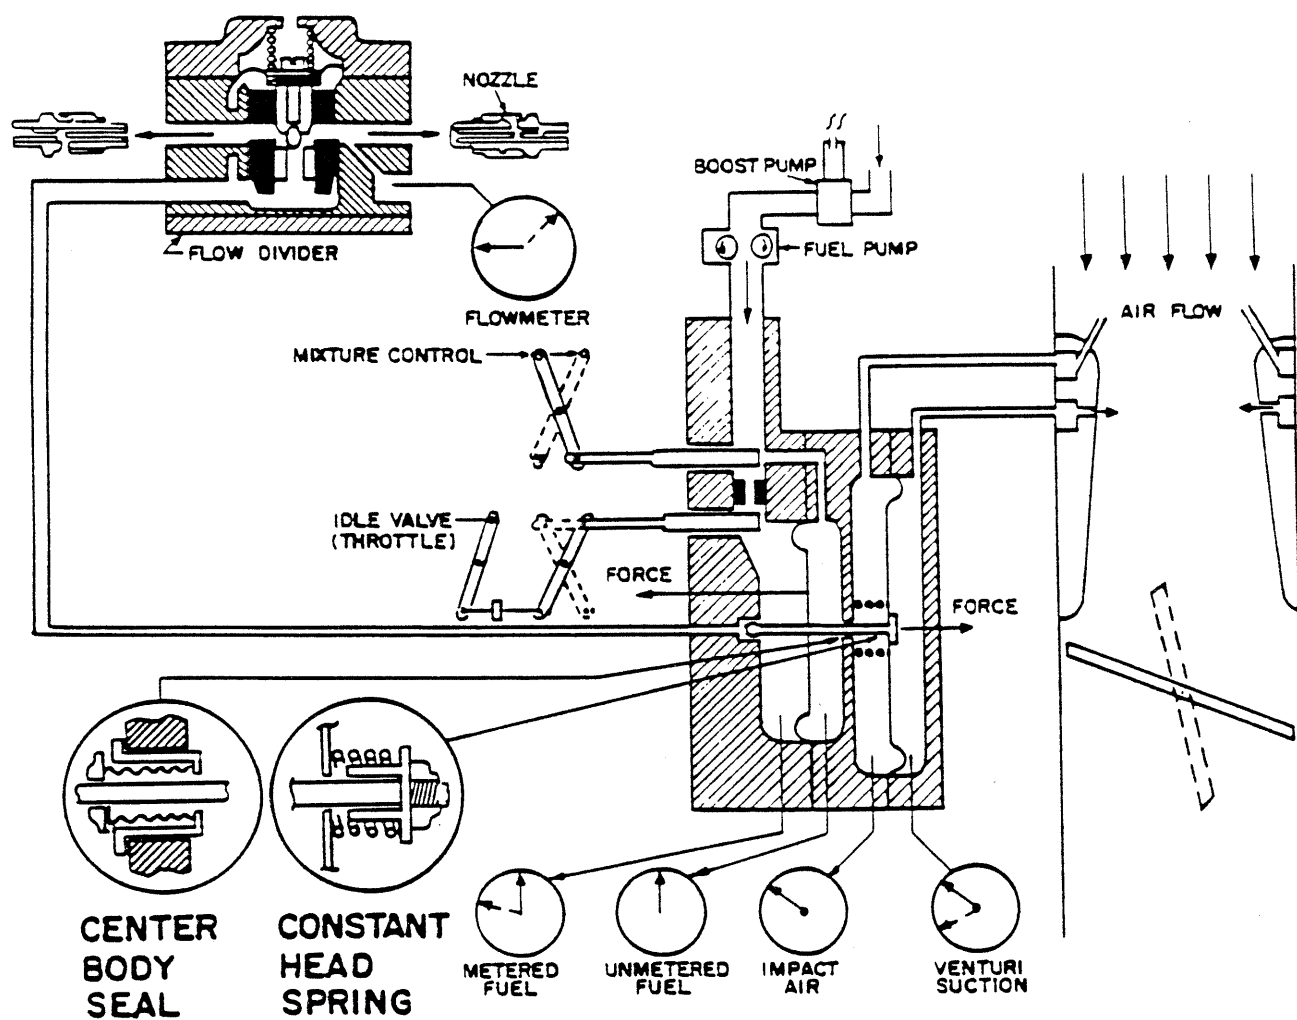 NOZZLE
BOOST PUMP
FLOW DIVIDER
FUEL PUMP
FLOWMETER
AIR FLOW
MIXTURE CONTROL
IDLE VALVE
(THROTTLE)
FORCE
FORCE
CENTER
BODY
SEAL
CONSTANT
HEAD
SPRING
METERED
FUEL
UNMETERED
FUEL
IMPACT
AIR
VENTURI
SUCTION